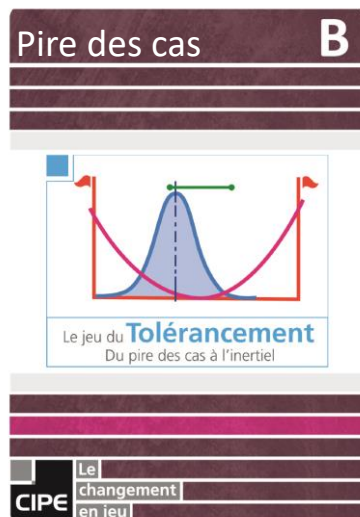 Pire des cas B
Le jeu du Tolérancement
Du pire des cas à l'inertiel
CIPE
Le
changement
en jeu